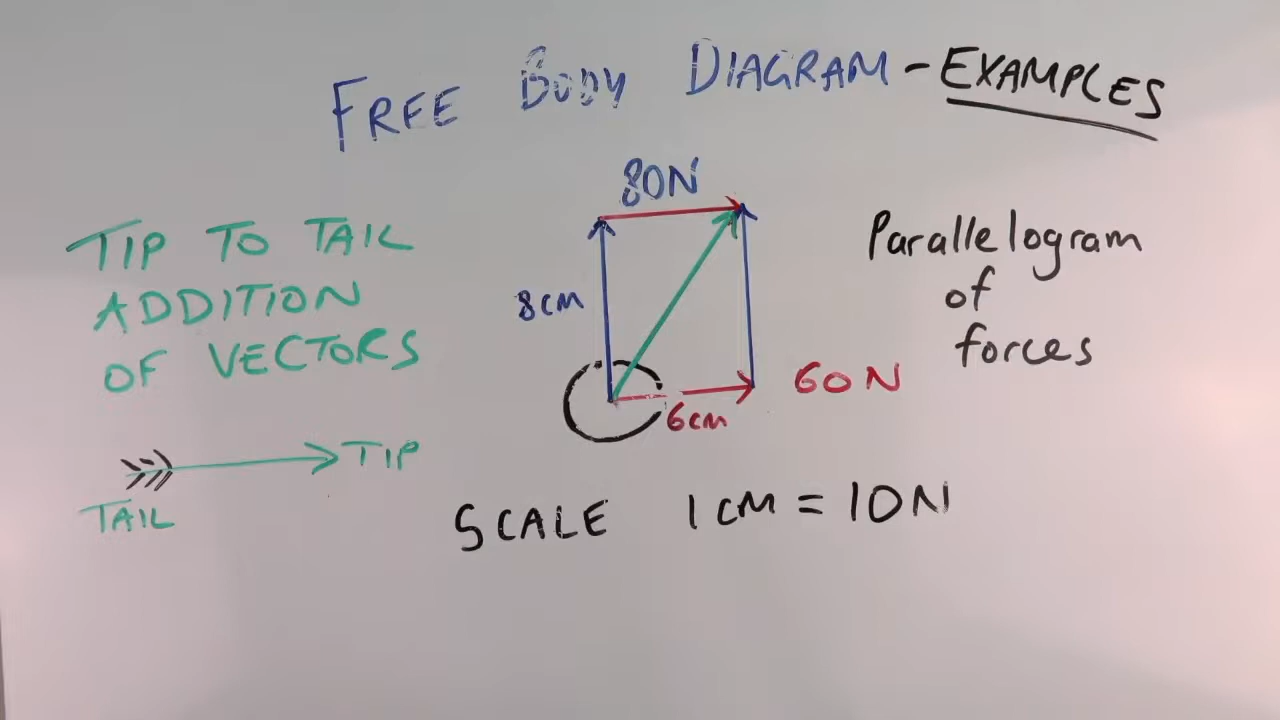 FREE BODY DIAGRAM - EXAMPLES
TIP TO TAIL
ADDITION
OF VECTORS
TAIL
TIP
80N
8cm
6cm
60N
Parallelogram
of
forces
SCALE 1CM = 10N